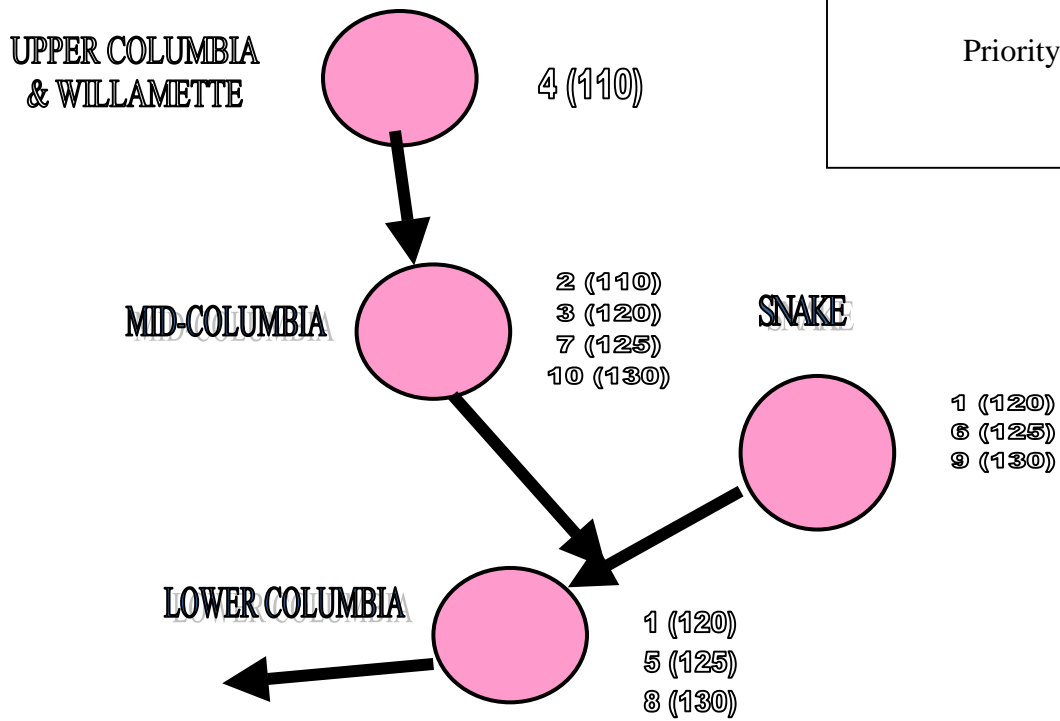 Priority
UPPER COLUMBIA
& WILLAMETTE
4 (110)
MID-COLUMBIA
2 (110)
3 (120)
7 (125)
10 (130)
SNAKE
1 (120)
6 (125)
9 (130)
LOWER COLUMBIA
1 (120)
5 (125)
8 (130)